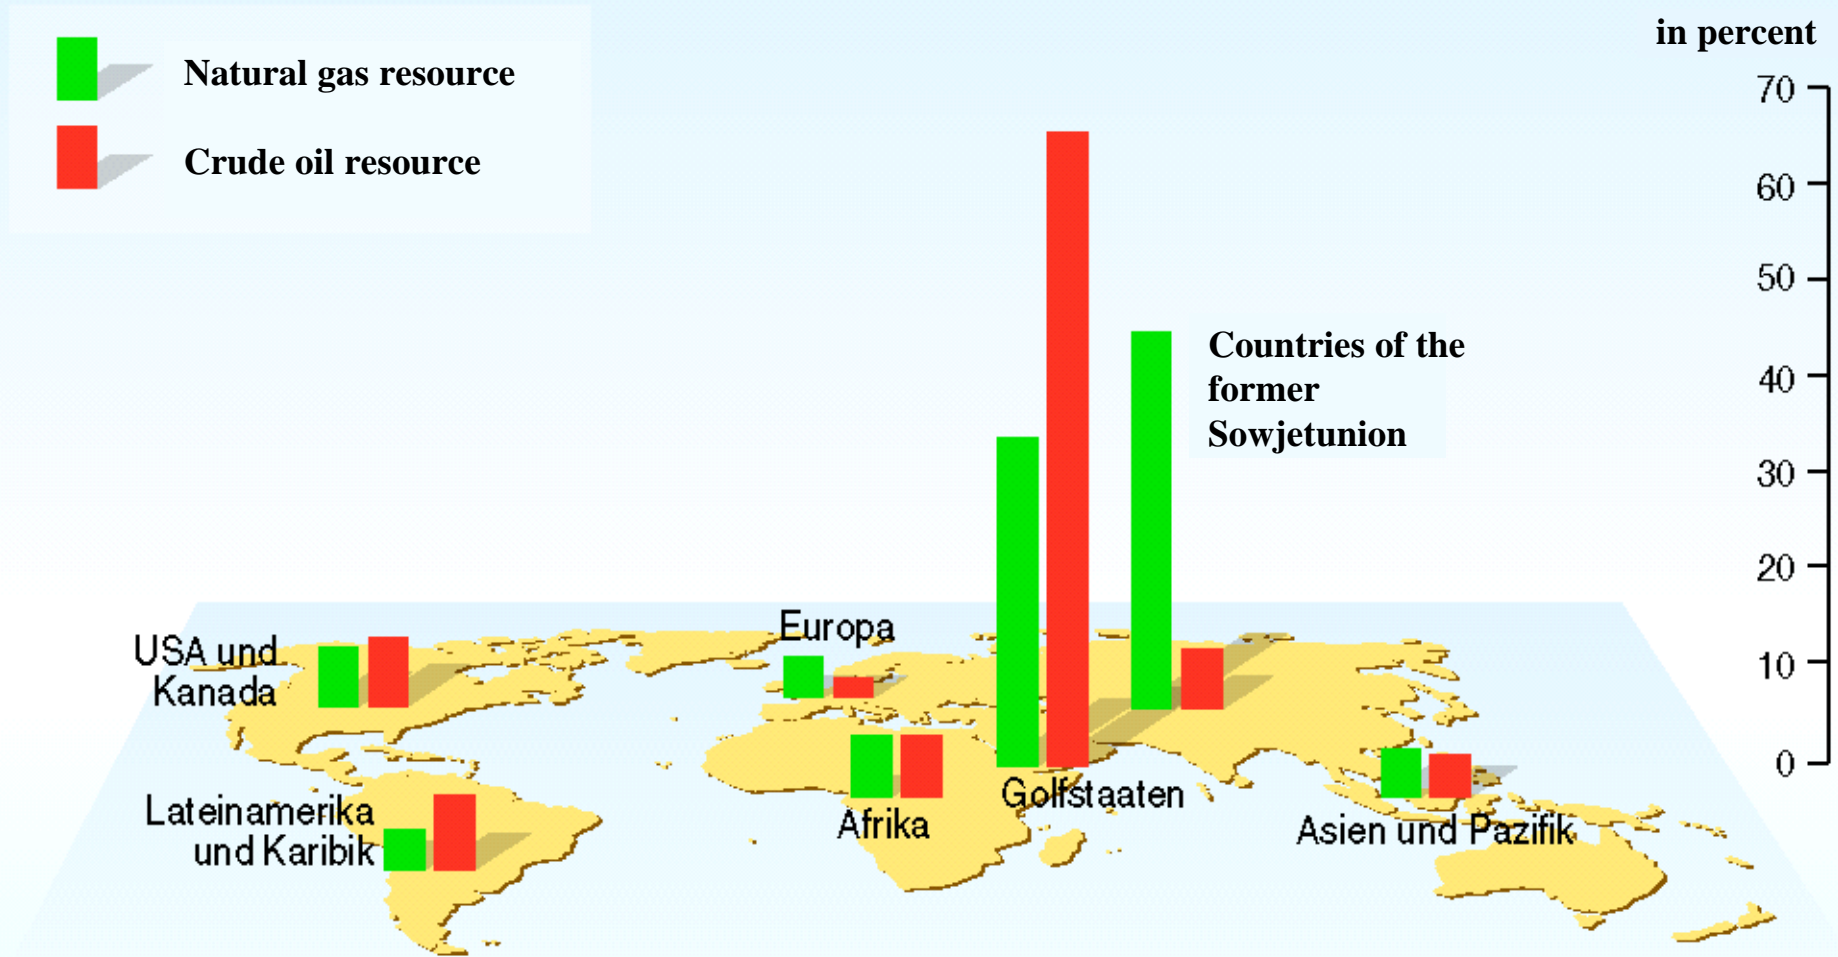 Natural gas resource
Crude oil resource
in percent
70
60
50
40
30
20
10
0
Countries of the
former
Sowjetunion
Europa
USA und
Kanada
Lateinamerika
und Karibik
Afrika
Golfstaaten
Asien und Pazifik